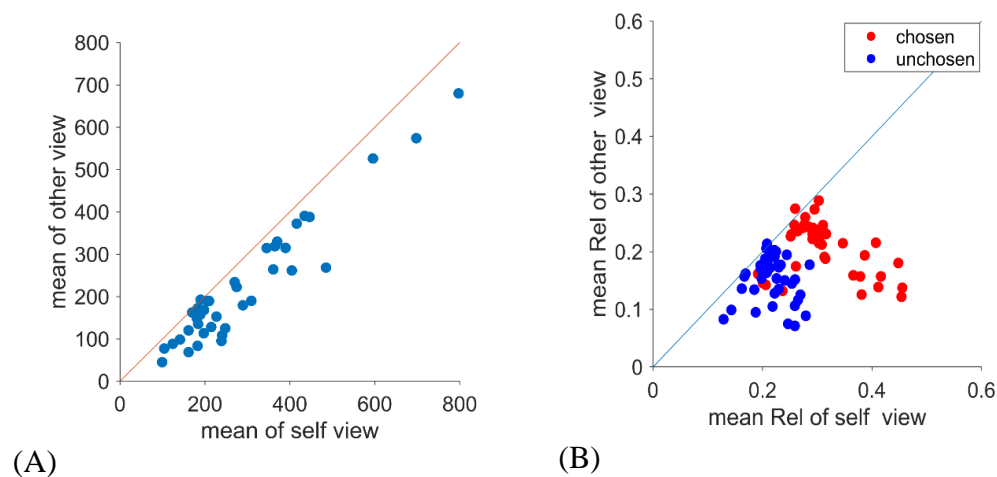 800
700
600
500
400
300
200
100
0
mean of other view
0 200 400 600 800
mean of self view
(A)
0.6
0.5
0.4
0.3
0.2
0.1
0
mean Rel of other view
chosen
unchosen
0 0.2 0.4 0.6
mean Rel of self view
(B)